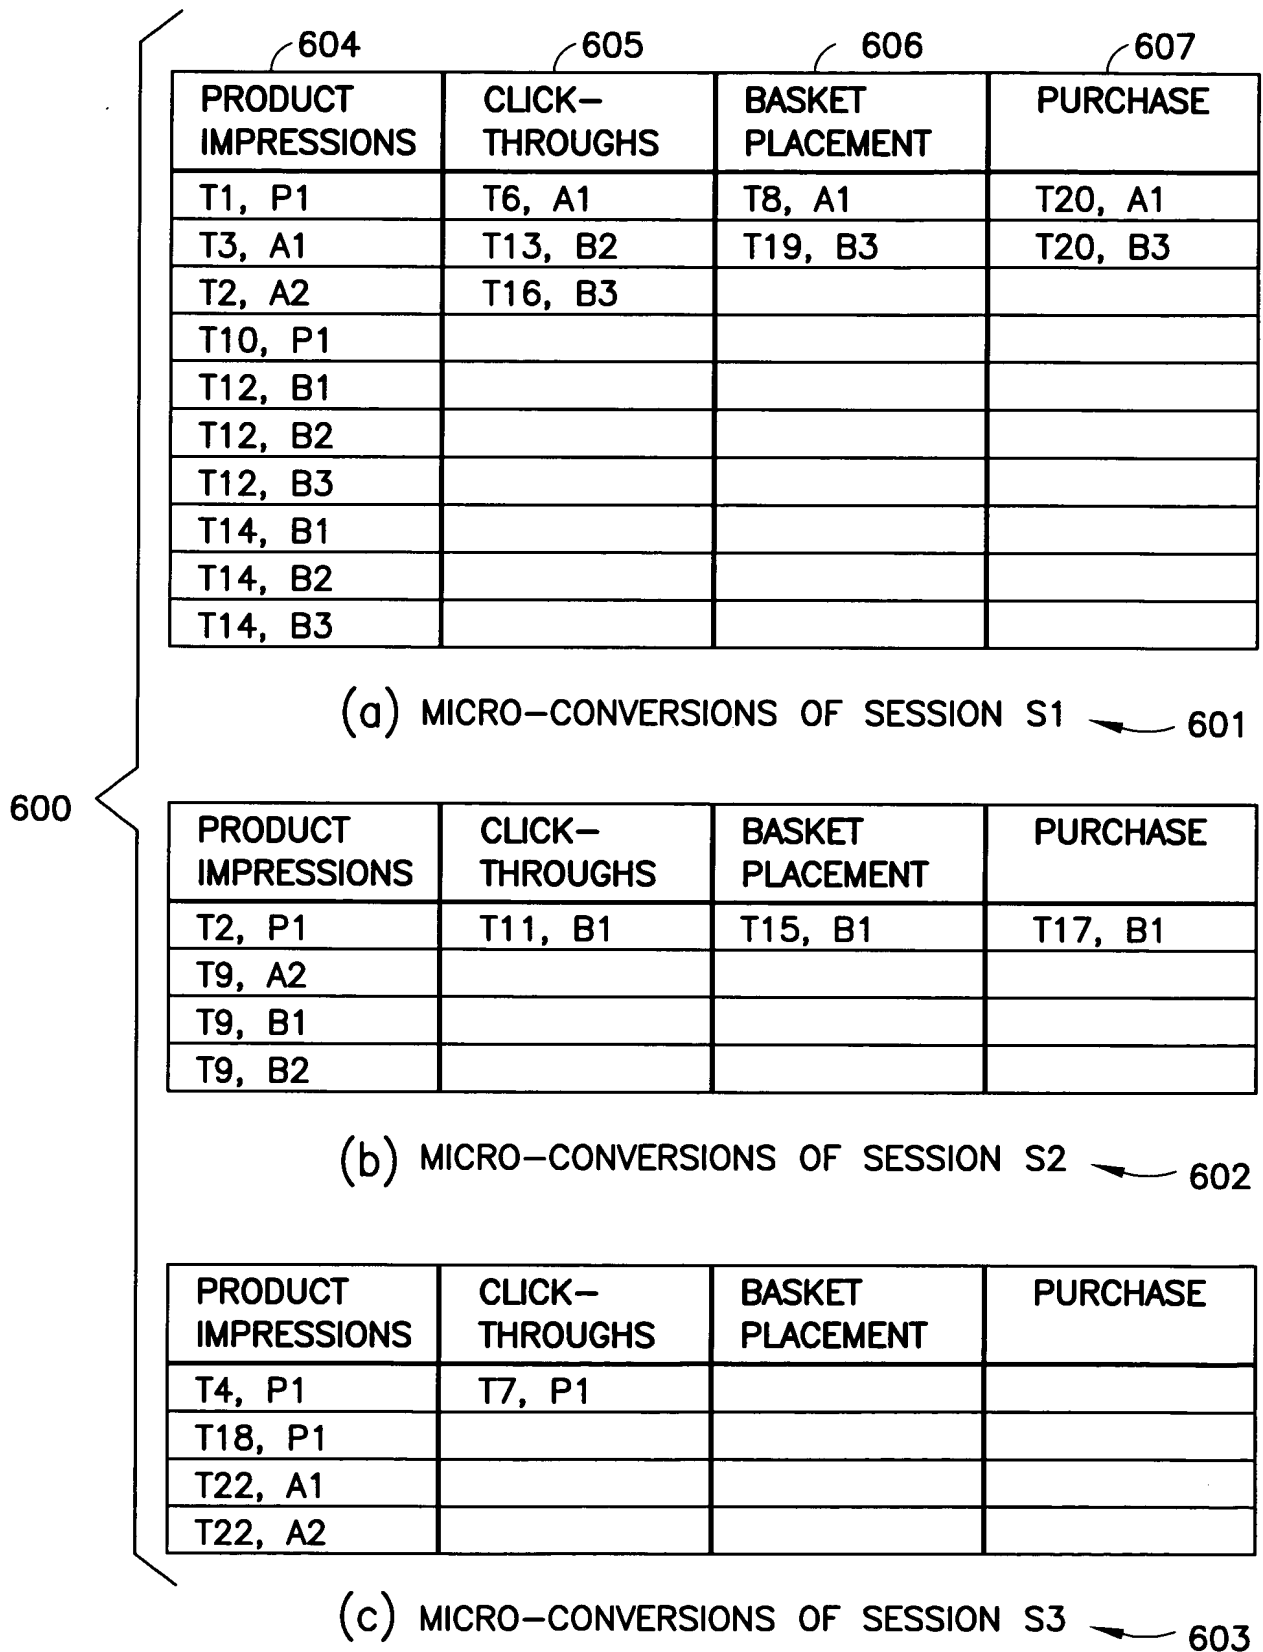 604 605 606 607
PRODUCT IMPRESSIONS CLICK- THROUGHS BASKET PLACEMENT PURCHASE
T1, P1 T6, A1 T8, A1 T20, A1
T3, A1 T13, B2 T19, B3 T20, B3
T2, A2 T16, B3
T10, P1
T12, B1
T12, B2
T12, B3
T14, B1
T14, B2
T14, B3
(a) MICRO-CONVERSIONS OF SESSION S1 601
600
PRODUCT IMPRESSIONS CLICK- THROUGHS BASKET PLACEMENT PURCHASE
T2, P1 T11, B1 T15, B1 T17, B1
T9, A2
T9, B1
T9, B2
(b) MICRO-CONVERSIONS OF SESSION S2 602
PRODUCT IMPRESSIONS CLICK- THROUGHS BASKET PLACEMENT PURCHASE
T4, P1 T7, P1
T18, P1
T22, A1
T22, A2
(c) MICRO-CONVERSIONS OF SESSION S3 603